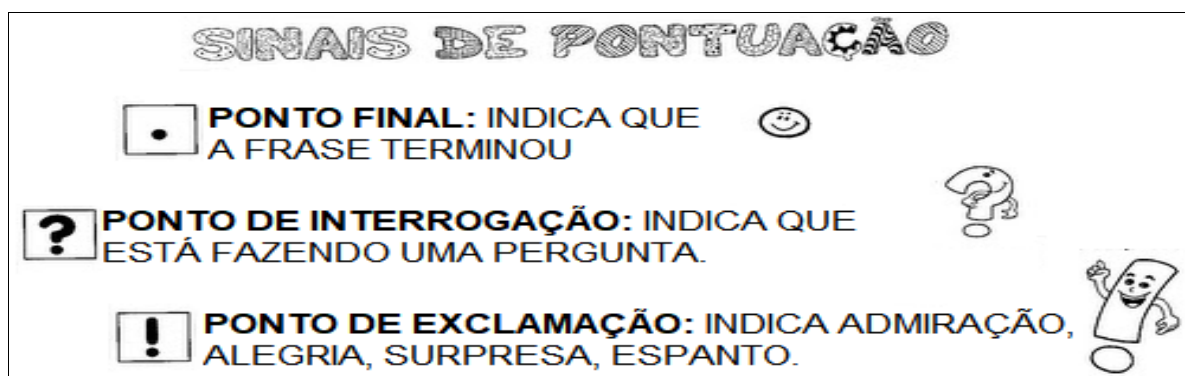 SINAIS DE PONTUAÇÃO
. PONTO FINAL: INDICA QUE
A FRASE TERMINOU
? PONTO DE INTERROGAÇÃO: INDICA QUE
ESTÁ FAZENDO UMA PERGUNTA.
! PONTO DE EXCLAMAÇÃO: INDICA ADMIRAÇÃO,
ALEGRIA, SURPRESA, ESPANTO.